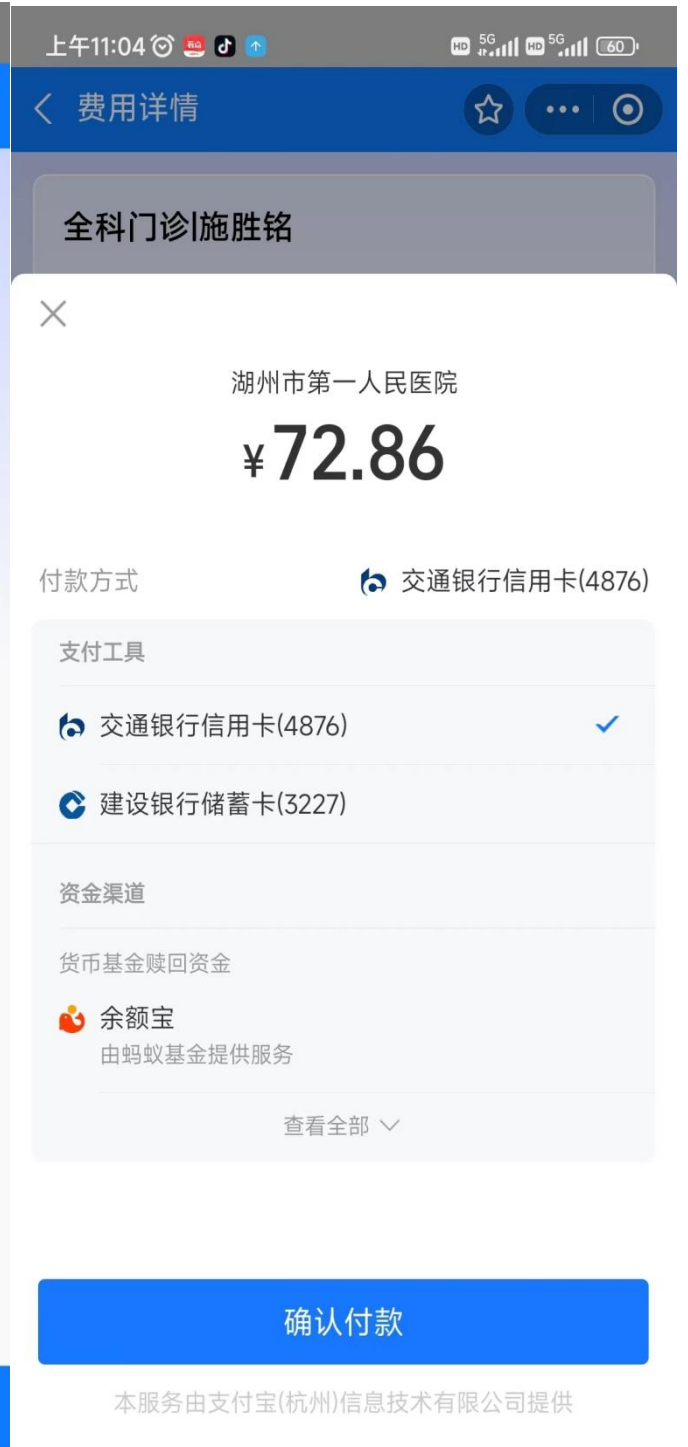 上午11:04
HD 5G HD 5G 60
费用详情
全科门诊|施胜铭
湖州市第一人民医院
¥72.86
付款方式 交通银行信用卡(4876)
支付工具
交通银行信用卡(4876)
建设银行储蓄卡(3227)
资金渠道
货币基金赎回资金
余额宝
由蚂蚁基金提供服务
查看全部
确认付款
本服务由支付宝(杭州)信息技术有限公司提供